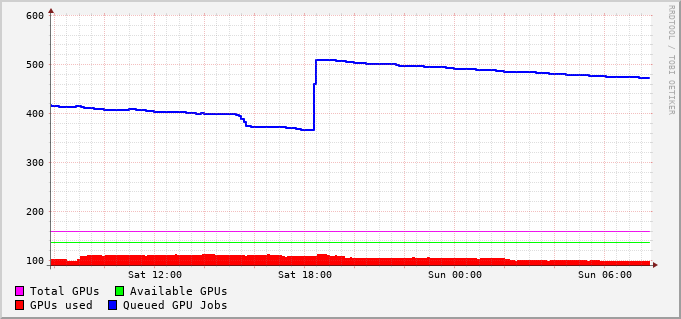 600
500
400
300
200
100
Sat 12:00 Sat 18:00 Sun 00:00 Sun 06:00
Total GPUs Available GPUs
GPUs used Queued GPU Jobs
RRDTOOL / TOBI OETIKER